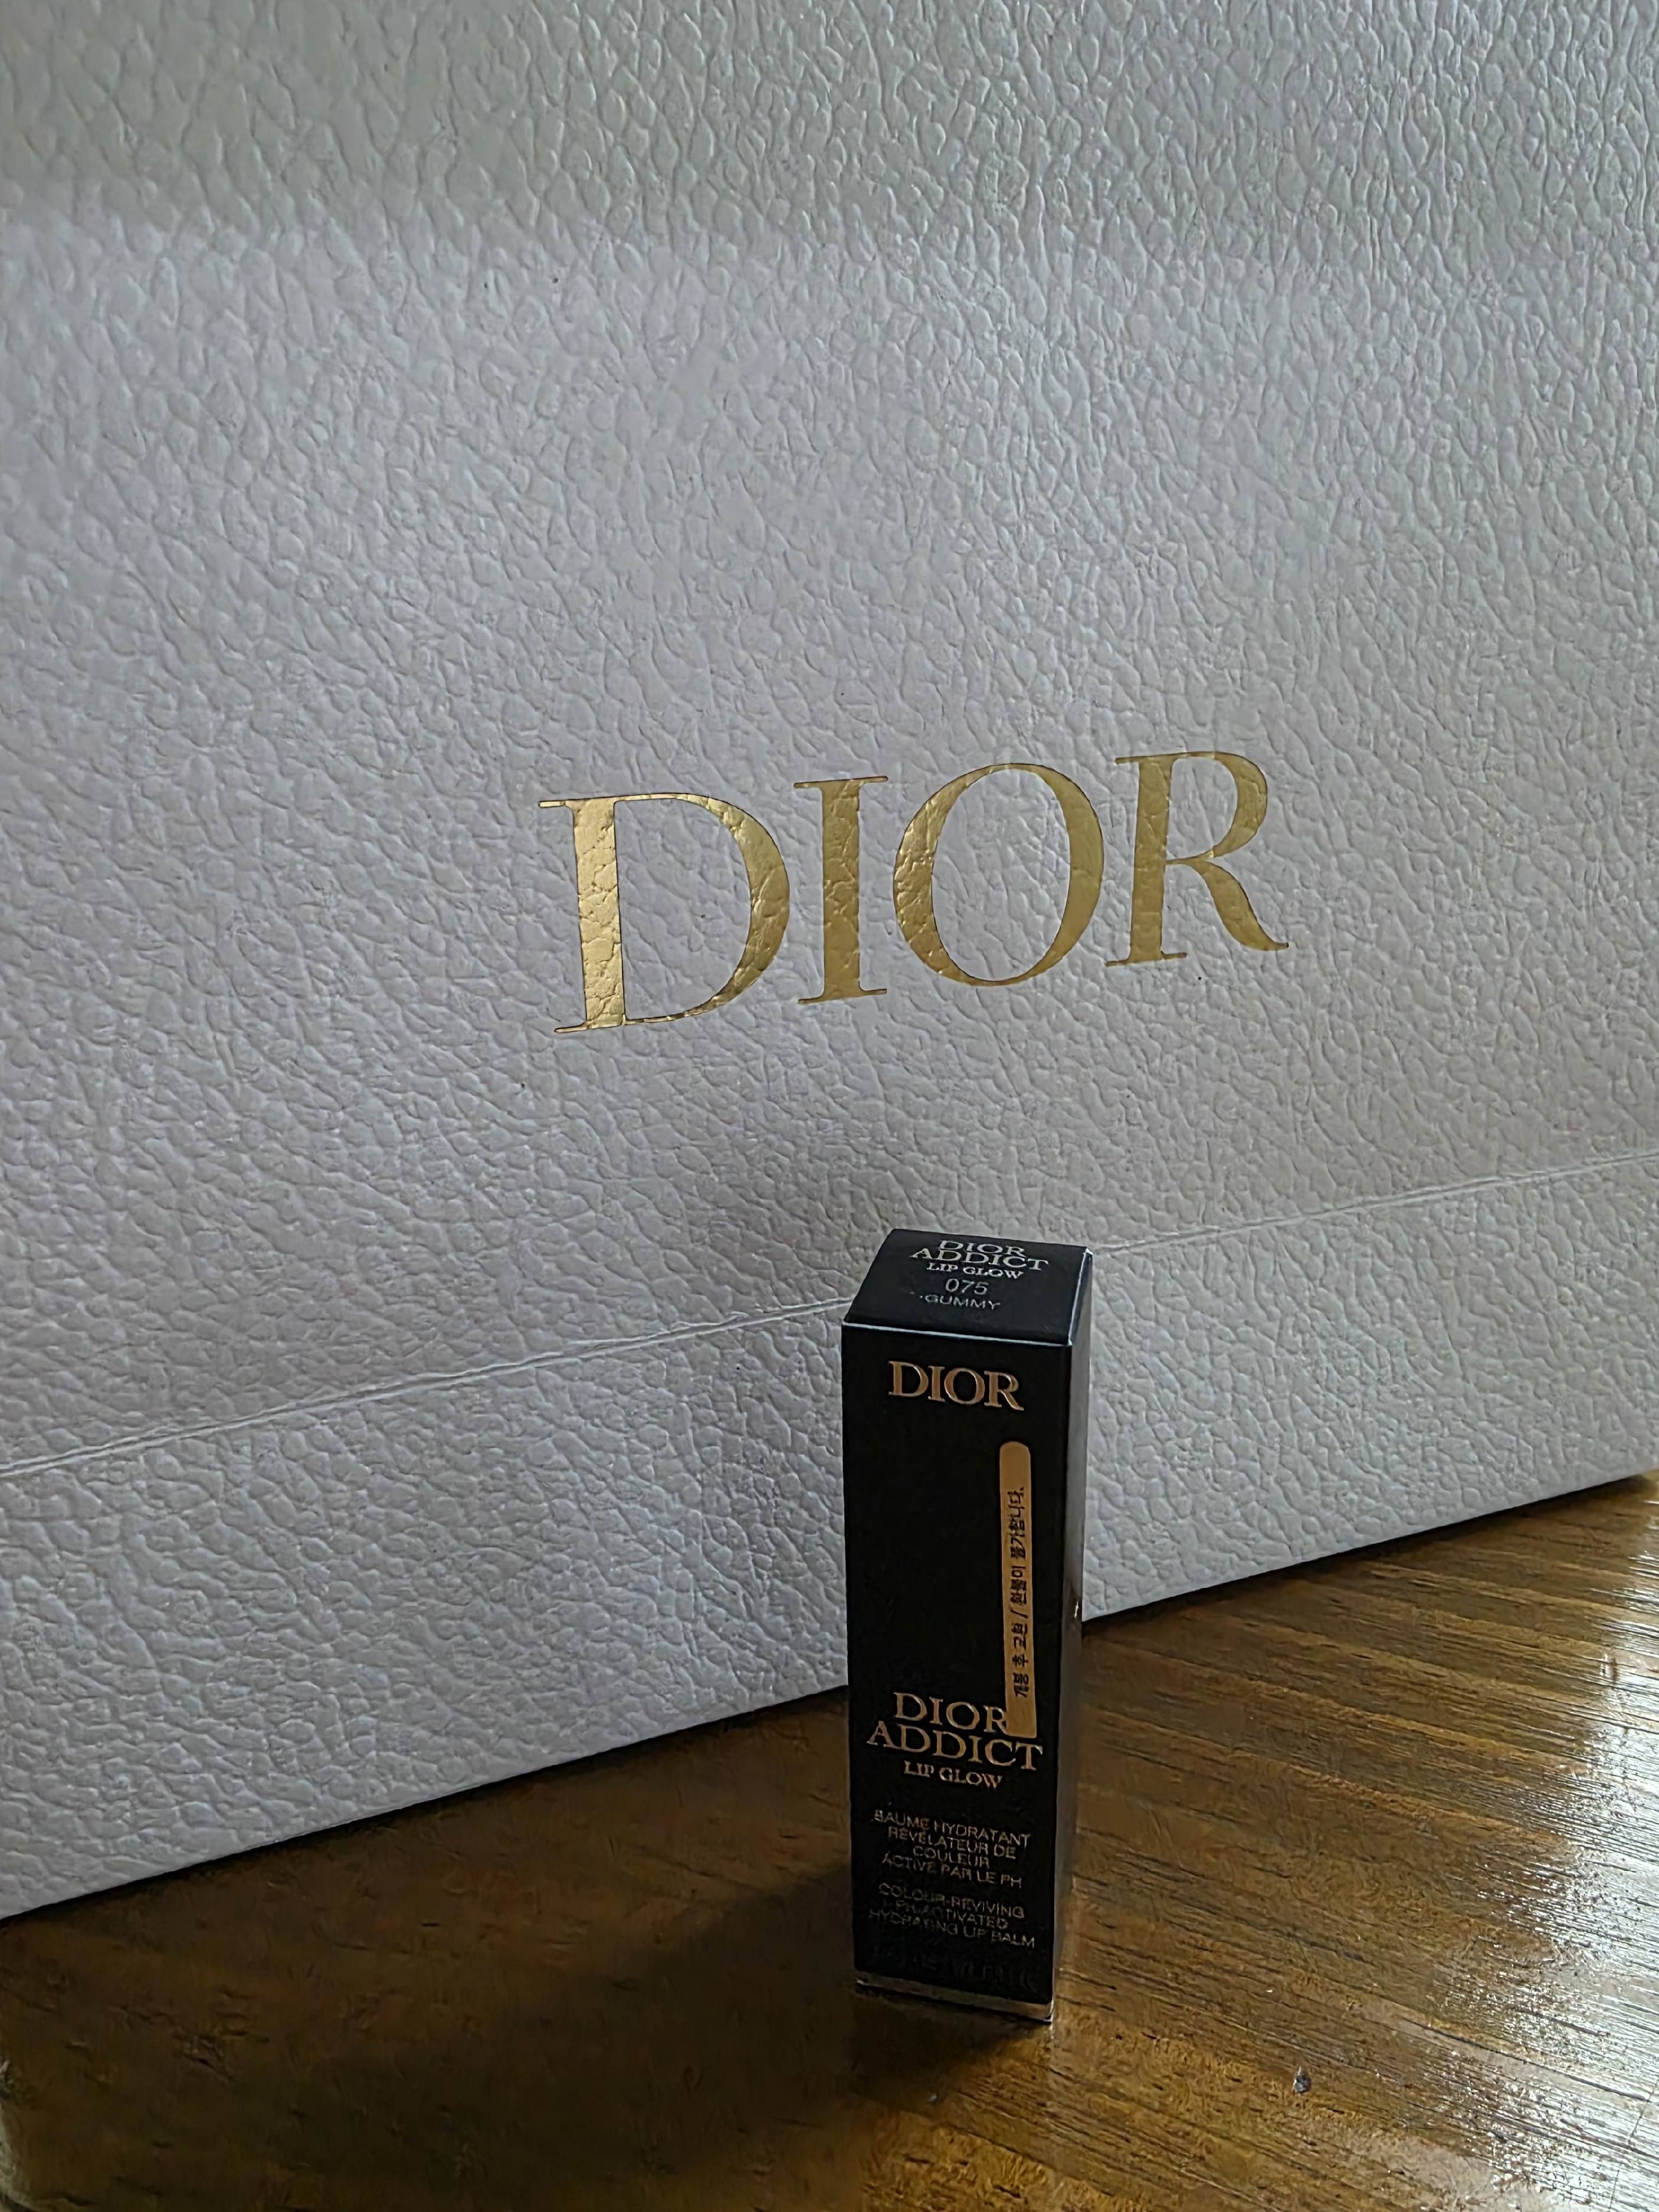 DIOR
DIOR
ADDICT
LIP GLOW
075
GUMMY
DIOR
개봉 후 교환 / 환불이 불가합니다.
DIOR
ADDICT
LIP GLOW
BAUME HYDRATANT
RÉVÉLATEUR DE
COULEUR
ACTIVÉ PAR LE PH
COLOUR-REVIVING
PH-ACTIVATED
HYDRATING LIP BALM